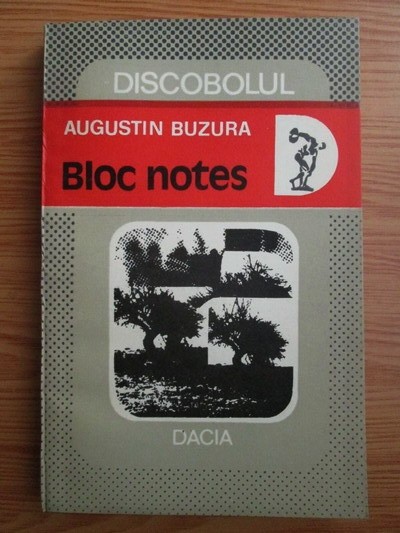 DISCOBOLUL
AUGUSTIN BUZURA
Bloc notes
DACIA